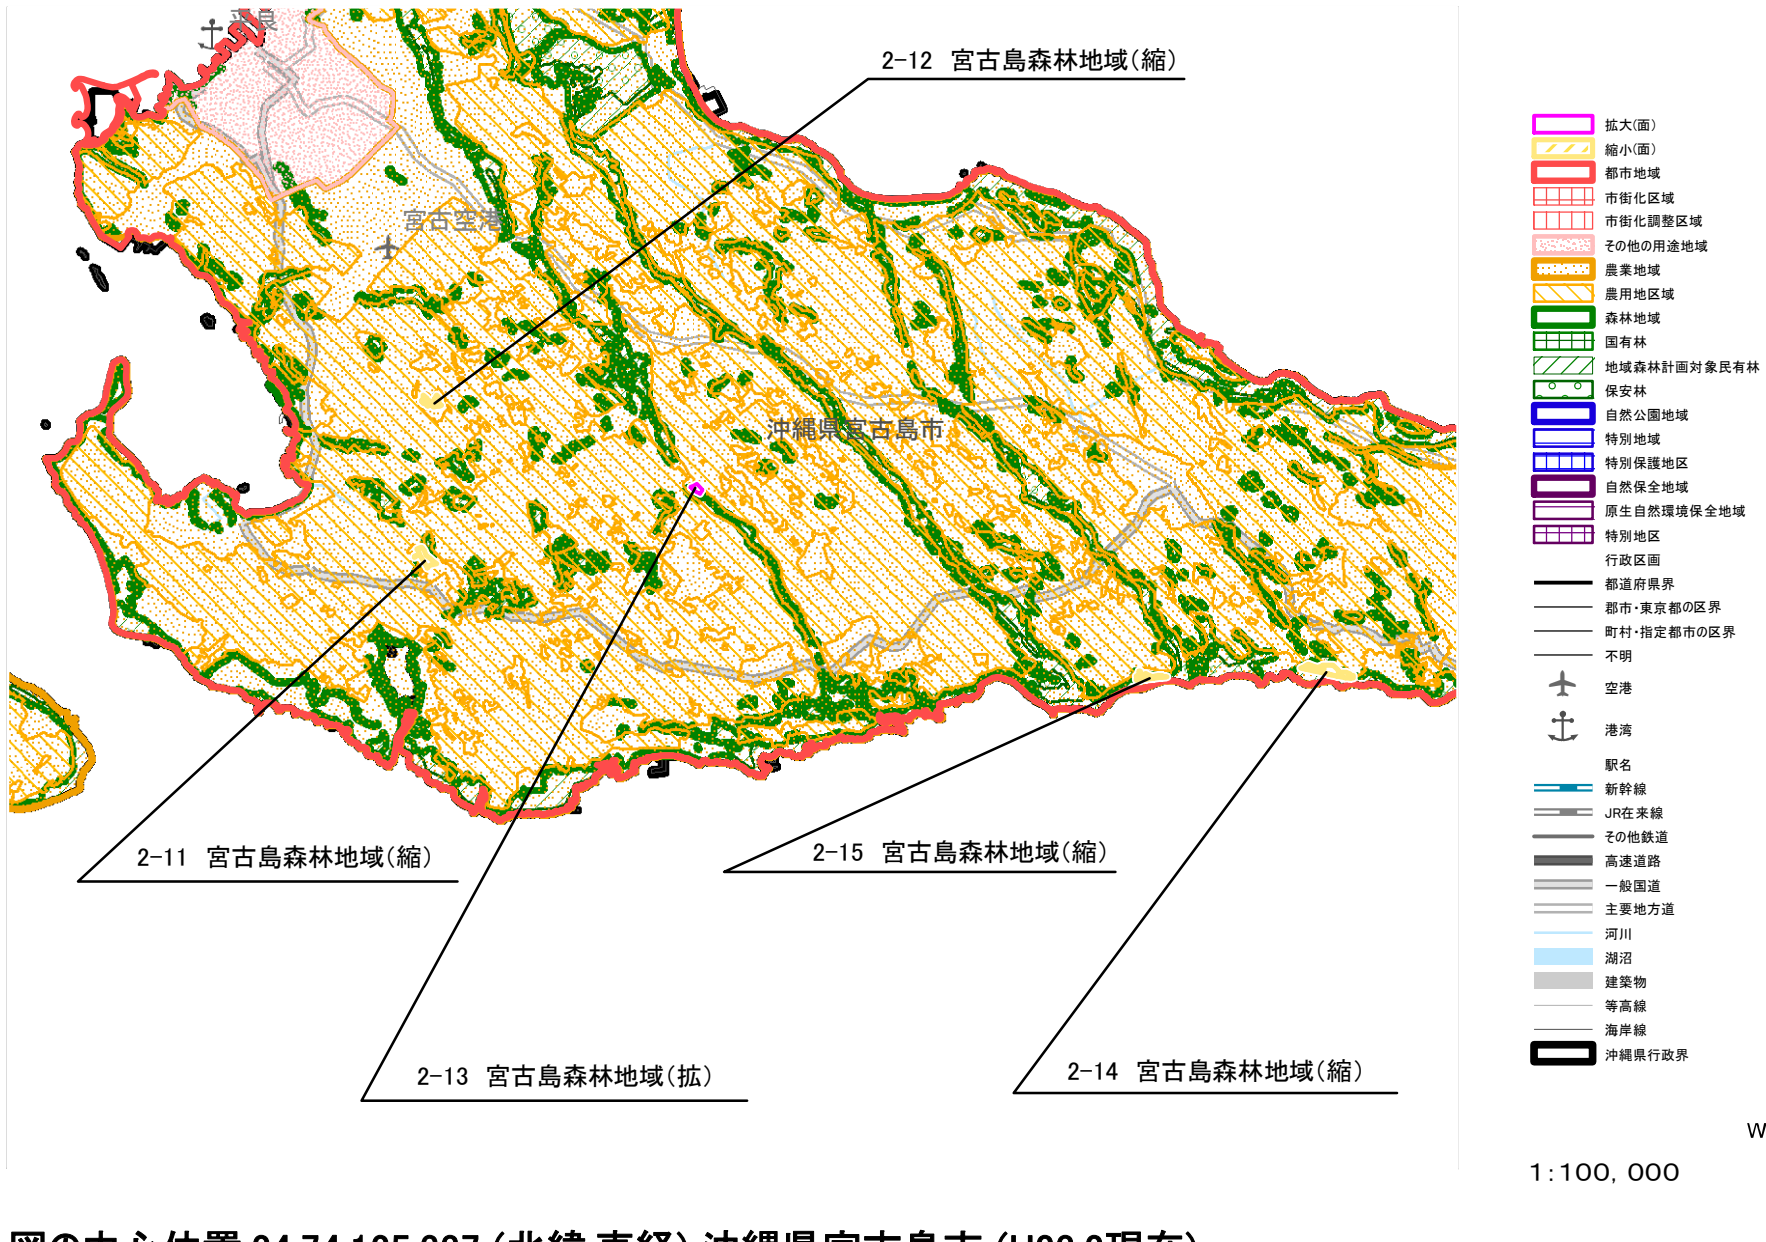 平良
2-12 宮古島森林地域(縮)
宮古空港
沖縄県宮古島市
2-11 宮古島森林地域(縮)
2-15 宮古島森林地域(縮)
2-13 宮古島森林地域(拡)
2-14 宮古島森林地域(縮)
拡大(面)
縮小(面)
都市地域
市街化区域
市街化調整区域
その他の用途地域
農業地域
農用地区域
森林地域
国有林
地域森林計画対象民有林
保安林
自然公園地域
特別地域
特別保護地区
自然保全地域
原生自然環境保全地域
特別地区
行政区画
都道府県界
郡市・東京都の区界
町村・指定都市の区界
不明
空港
港湾
駅名
新幹線
JR在来線
その他鉄道
高速道路
一般国道
主要地方道
河川
湖沼
建築物
等高線
海岸線
沖縄県行政界
W
1:100,000